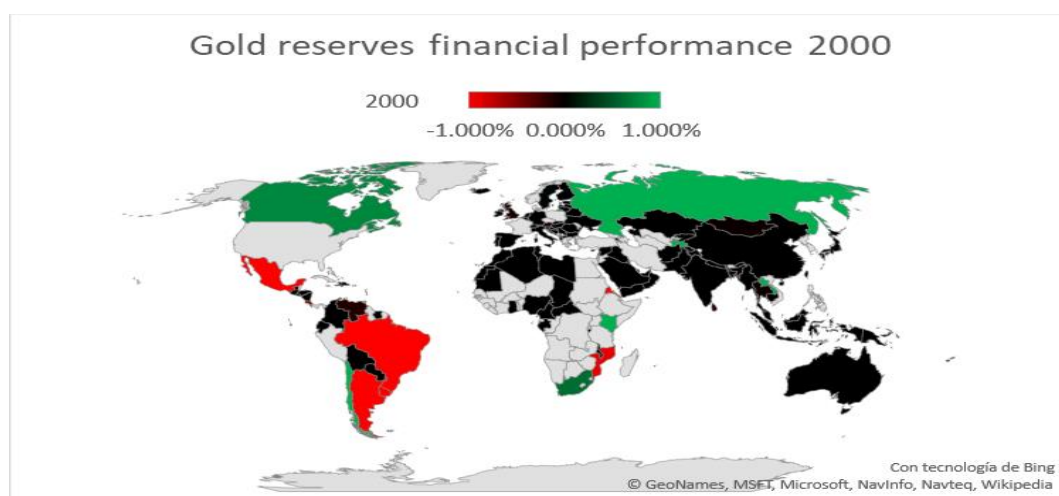 Gold reserves financial performance 2000
2000
-1.000% 0.000% 1.000%
Con tecnología de Bing
© GeoNames, MSFT, Microsoft, NavInfo, Navteq, Wikipedia